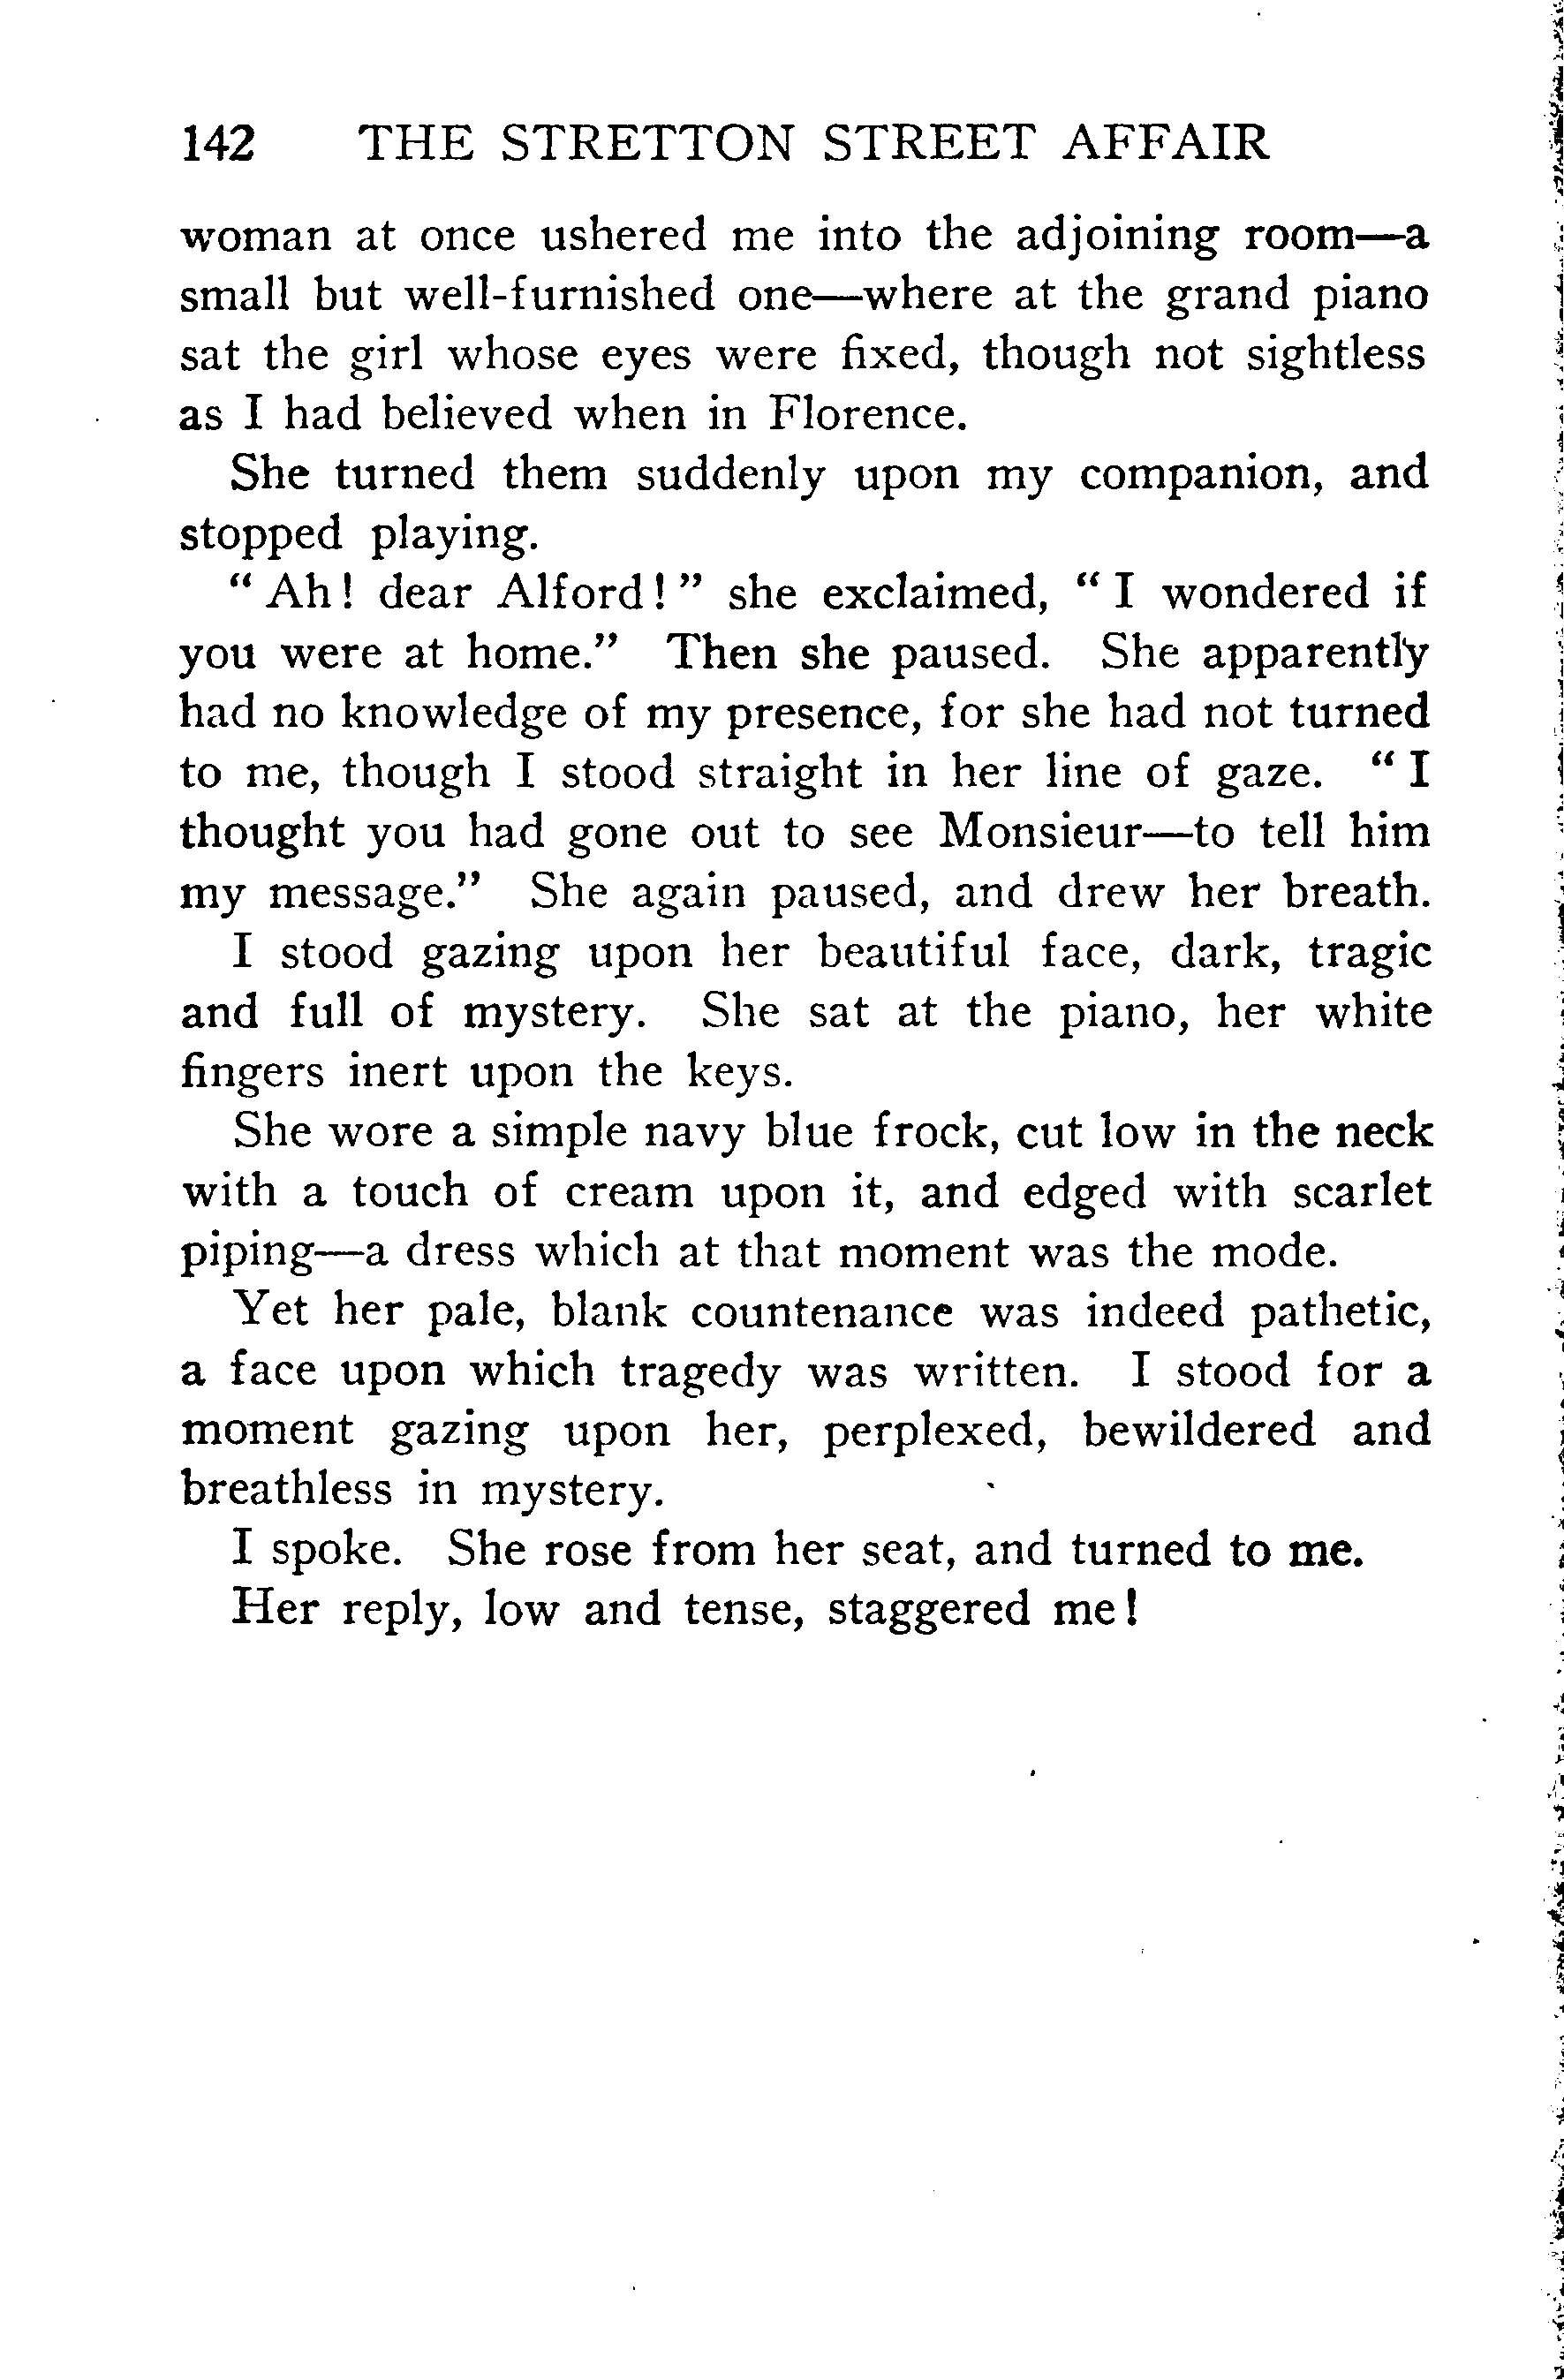 142 THE STRETTON STREET AFFAIR
woman at once ushered me into the adjoining room—a
small but well-furnished one—where at the grand piano
sat the girl whose eyes were fixed, though not sightless
as I had believed when in Florence.
She turned them suddenly upon my companion, and
stopped playing.
“ Ah! dear Alford! ” she exclaimed, “ I wondered if
you were at home.” Then she paused. She apparently
had no knowledge of my presence, for she had not turned
to me, though I stood straight in her line of gaze. “ I
thought you had gone out to see Monsieur—to tell him
my message.” She again paused, and drew her breath.
I stood gazing upon her beautiful face, dark, tragic
and full of mystery. She sat at the piano, her white
fingers inert upon the keys.
She wore a simple navy blue frock, cut low in the neck
with a touch of cream upon it, and edged with scarlet
piping—a dress which at that moment was the mode.
Yet her pale, blank countenance was indeed pathetic,
a face upon which tragedy was written. I stood for a
moment gazing upon her, perplexed, bewildered and
breathless in mystery.
I spoke. She rose from her seat, and turned to me.
Her reply, low and tense, staggered me!